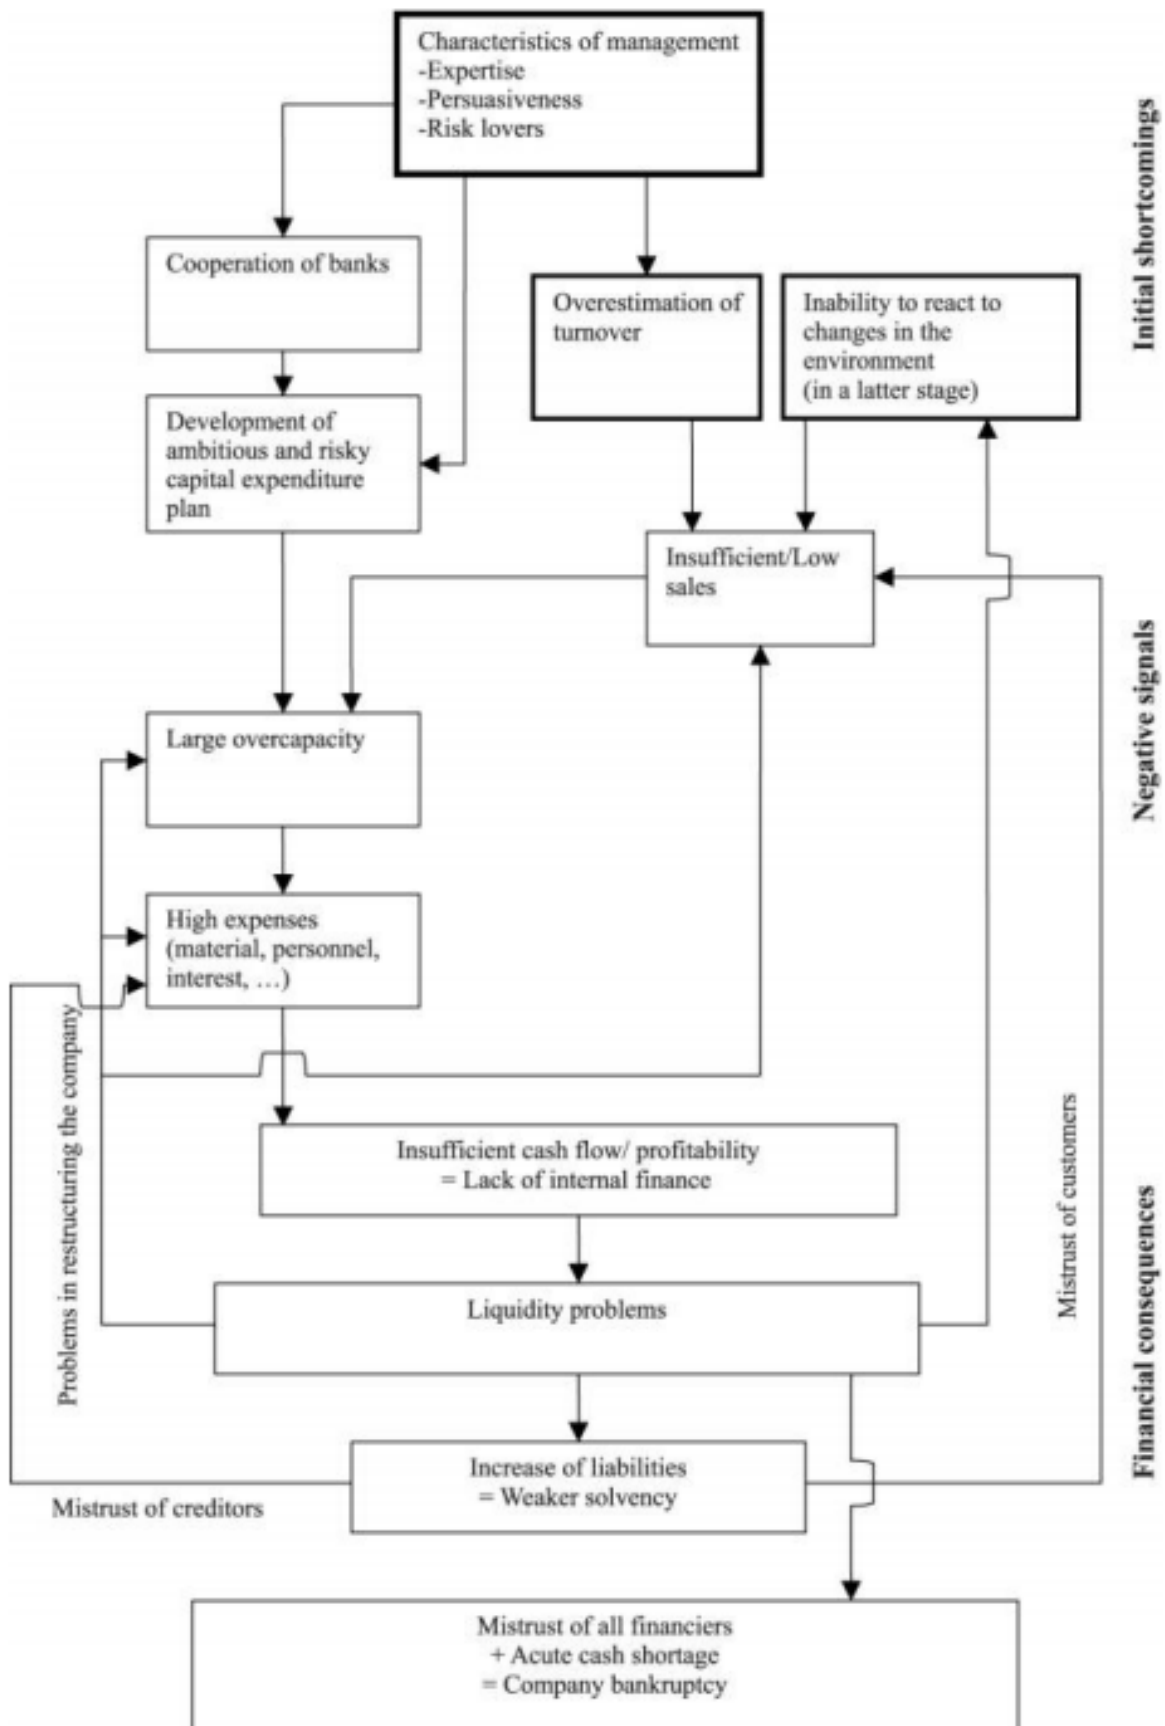 Characteristics of management
-Expertise
-Persuasiveness
-Risk lovers
Cooperation of banks
Overestimation of
turnover
Inability to react to
changes in the
environment
(in a latter stage)
Initial shortcomings
Development of
ambitious and risky
capital expenditure
plan
Insufficient/Low
sales
Negative signals
Large overcapacity
High expenses
(material, personnel,
interest, …)
Problems in restructuring the company
Insufficient cash flow/ profitability
= Lack of internal finance
Mistrust of customers
Liquidity problems
Financial consequences
Increase of liabilities
= Weaker solvency
Mistrust of creditors
Mistrust of all financiers
+ Acute cash shortage
= Company bankruptcy